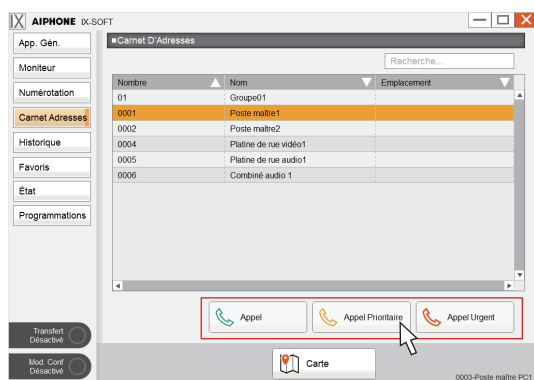 AIPHONE IX-SOFT
App. Gén.
Moniteur
Numérotation
Carnet Adresses
Historique
Favoris
État
Programmations
Transfert
Désactivé
Mod. Conf
Désactivé
■Carnet D'Adresses
Recherche...
Nombre Nom Emplacement
01 Groupe01
0001 Poste maître1
0002 Poste maître2
0004 Platine de rue vidéo1
0005 Platine de rue audio1
0006 Combiné audio 1
Appel Appel Prioritaire Appel Urgent
Carte
0003-Poste maître PC1